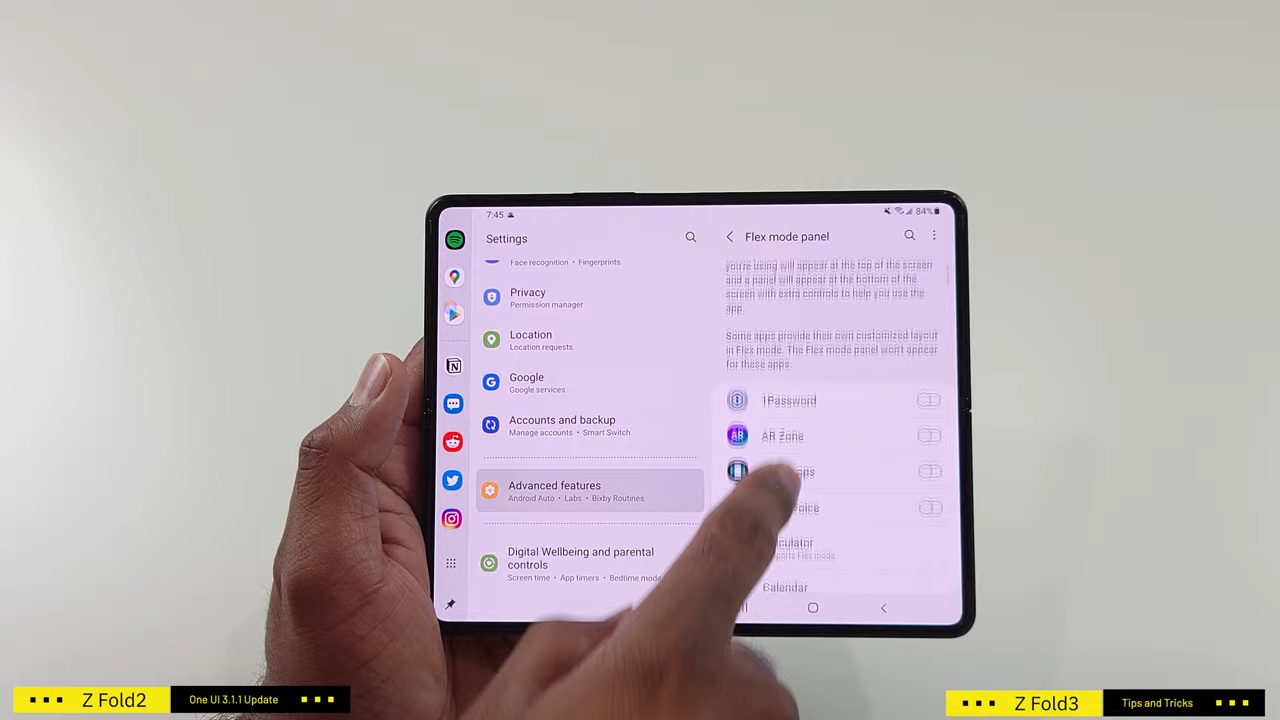 7:45
84%
Settings
Face recognition • Fingerprints
Privacy
Permission manager
Location
Location requests
Google
Google services
Accounts and backup
Manage accounts • Smart Switch
Advanced features
Android Auto • Labs • Bixby Routines
Digital Wellbeing and parental
controls
Screen time • App timers • Bedtime mode
Flex mode panel
you're using will appear at the top of the screen
and a panel will appear at the bottom of the
screen with extra controls to help you use the
app.
Some apps provide their own customized layout
in Flex mode. The Flex mode panel won't appear
for these apps.
1Password
AR Zone
Calendar
Z Fold2
One UI 3.1.1 Update
Z Fold3
Tips and Tricks